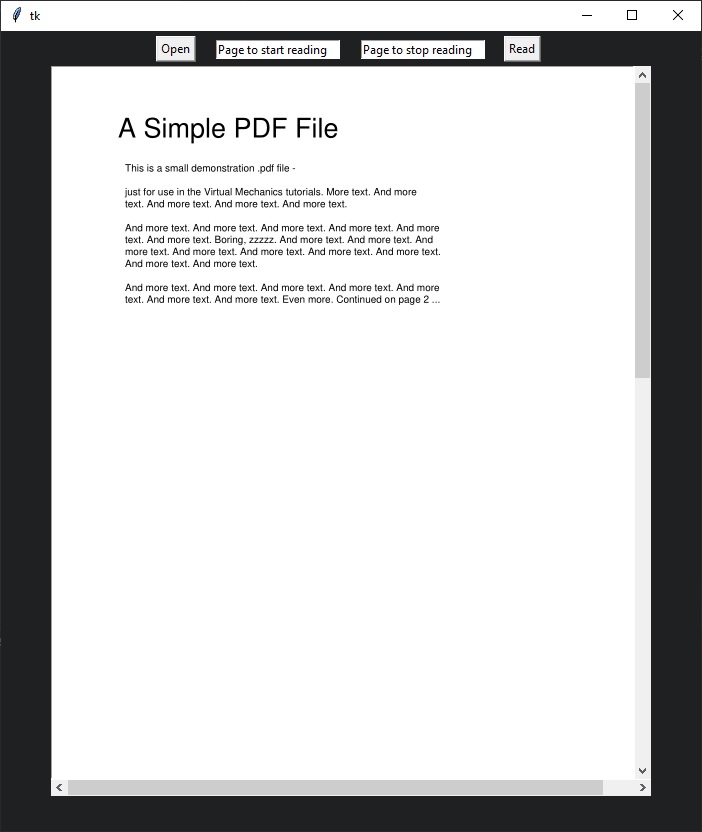 tk
Open Page to start reading Page to stop reading Read
A Simple PDF File
This is a small demonstration .pdf file -
just for use in the Virtual Mechanics tutorials. More text. And more
text. And more text. And more text. And more text.
And more text. And more text. And more text. And more text. And more
text. And more text. Boring, zzzzz. And more text. And more text. And
more text. And more text. And more text. And more text. And more text.
And more text. And more text.
And more text. And more text. And more text. And more text. And more
text. And more text. And more text. Even more. Continued on page 2 ...